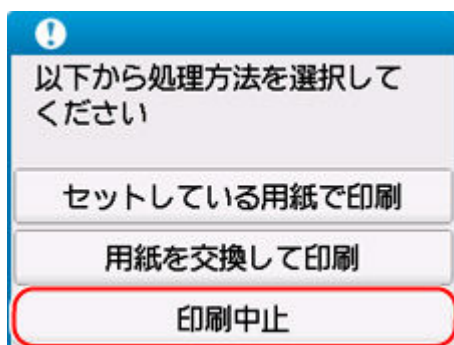 以下から処理方法を選択して
ください
セットしている用紙で印刷
用紙を交換して印刷
印刷中止